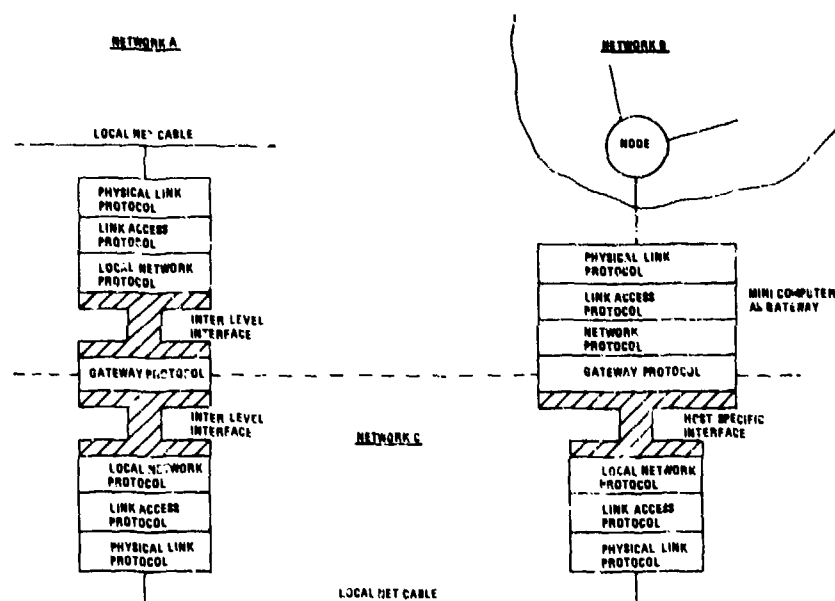 NETWORK A
NETWORK B
LOCAL NET CABLE
NODE
PHYSICAL LINK
PROTOCOL
LINK ACCESS
PROTOCOL
LOCAL NETWORK
PROTOCOL
INTER LEVEL
INTERFACE
GATEWAY PROTOCOL
INTER LEVEL
INTERFACE
LOCAL NETWORK
PROTOCOL
LINK ACCESS
PROTOCOL
PHYSICAL LINK
PROTOCOL
NETWORK C
LOCAL NET CABLE
PHYSICAL LINK
PROTOCOL
LINK ACCESS
PROTOCOL
NETWORK
PROTOCOL
GATEWAY PROTOCOL
MINI COMPUTER
AS GATEWAY
HOST SPECIFIC
INTERFACE
LOCAL NETWORK
PROTOCOL
LINK ACCESS
PROTOCOL
PHYSICAL LINK
PROTOCOL